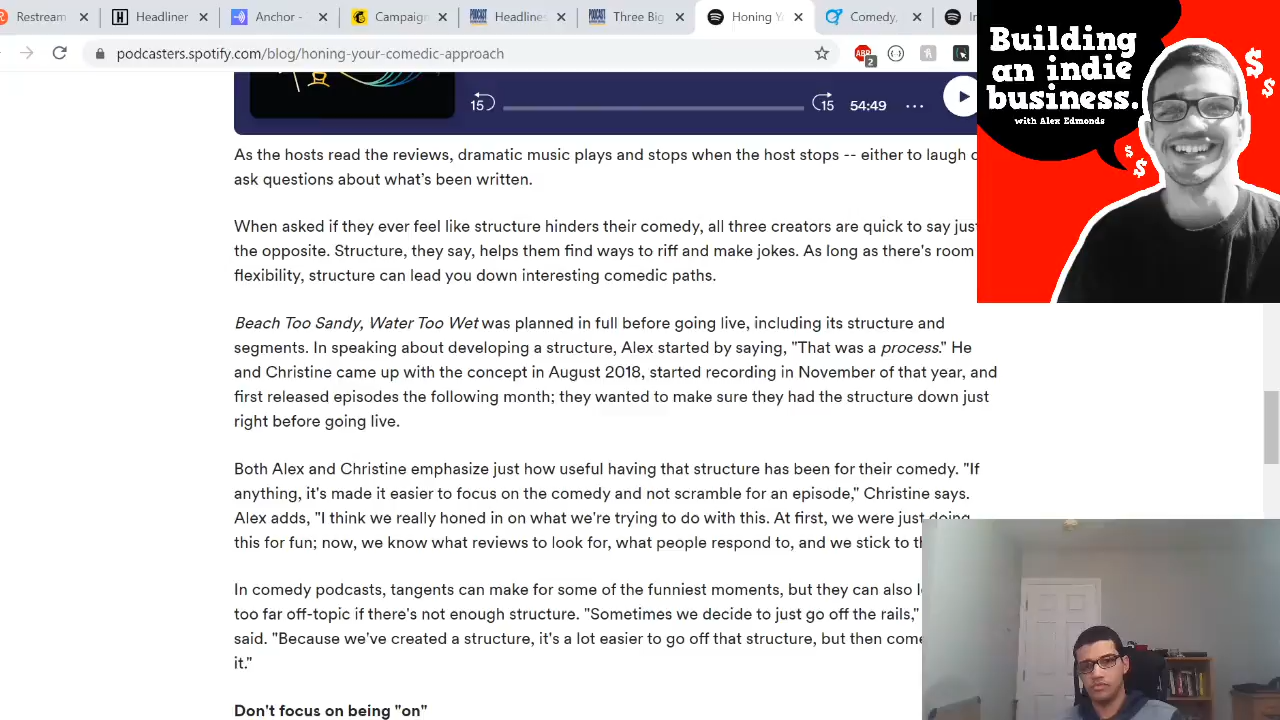 Restream
Headliner
Anchor -
Campaign
Headlines
Three Big
Honing Y
Comedy,
In
podcasters.spotify.com/blog/honing-your-comedic-approach
ABP
2
Building
an indie
business.
with Alex Edmonds
$
$
$
$
15
15
54:49
As the hosts read the reviews, dramatic music plays and stops when the host stops -- either to laugh
ask questions about what's been written.
When asked if they ever feel like structure hinders their comedy, all three creators are quick to say just
the opposite. Structure, they say, helps them find ways to riff and make jokes. As long as there's room
flexibility, structure can lead you down interesting comedic paths.
Beach Too Sandy, Water Too Wet was planned in full before going live, including its structure and
segments. In speaking about developing a structure, Alex started by saying, "That was a process." He
and Christine came up with the concept in August 2018, started recording in November of that year, and
first released episodes the following month; they wanted to make sure they had the structure down just
right before going live.
Both Alex and Christine emphasize just how useful having that structure has been for their comedy. "If
anything, it's made it easier to focus on the comedy and not scramble for an episode," Christine says.
Alex adds, "I think we really honed in on what we're trying to do with this. At first, we were just doing
this for fun; now, we know what reviews to look for, what people respond to, and we stick to
In comedy podcasts, tangents can make for some of the funniest moments, but they can also
too far off-topic if there's not enough structure. "Sometimes we decide to just go off the rails,"
said. "Because we've created a structure, it's a lot easier to go off that structure, but then
it."
Don't focus on being "on"